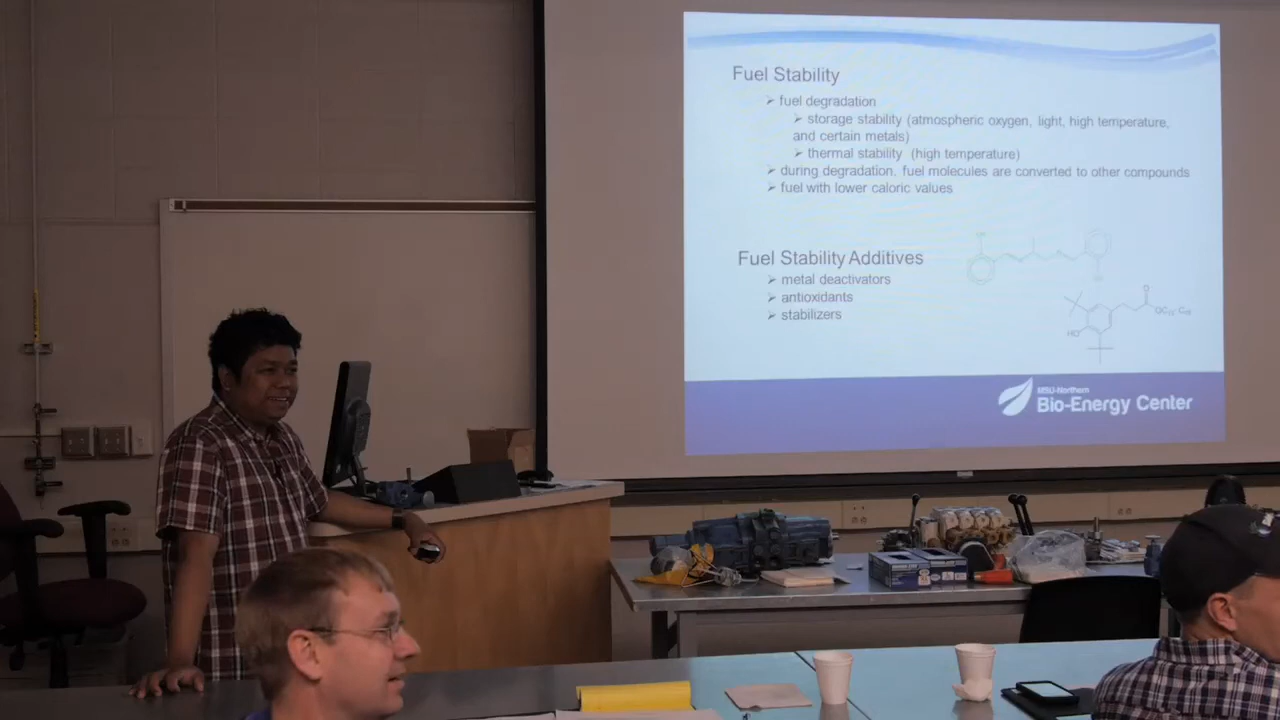 Fuel Stability
fuel degradation
storage stability (atmospheric oxygen, light, high temperature,
and certain metals)
thermal stability (high temperature)
during degradation, fuel molecules are converted to other compounds
fuel with lower caloric values
Fuel Stability Additives
metal deactivators
antioxidants
stabilizers
HO
MSU-Northern
Bio-Energy Center